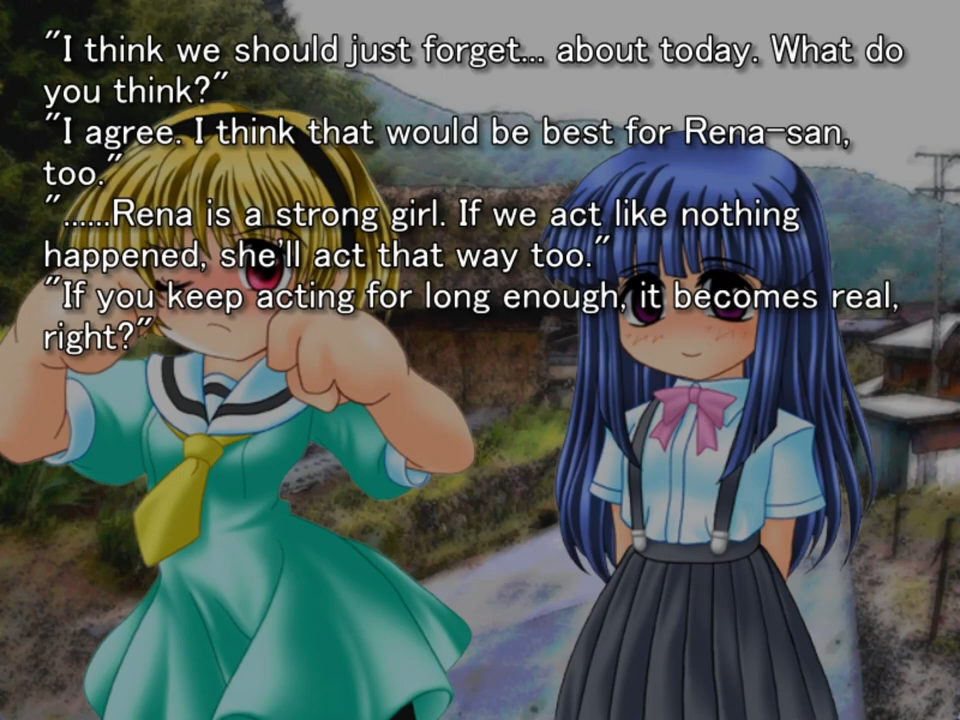 "I think we should just forget... about today. What do
you think?"
"I agree. I think that would be best for Rena-san,
too."
"......Rena is a strong girl. If we act like nothing
happened, she'll act that way too."
"If you keep acting for long enough, it becomes real,
right?"